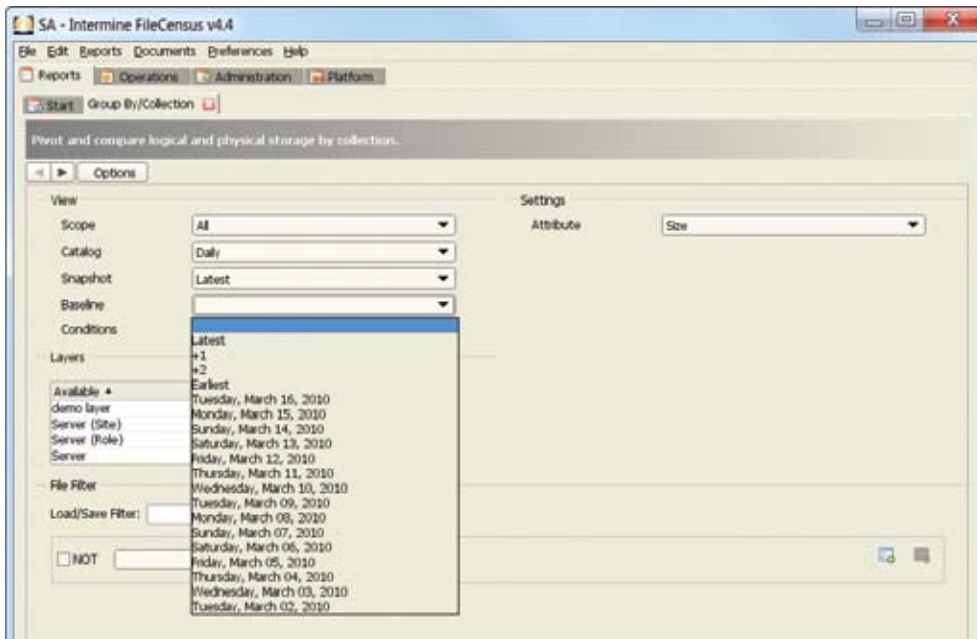 SA - Intermine FileCensus v4.4
File Edit Reports Documents Preferences Help
Reports Operations Administration Platform
Start Group By/Collection
Pivot and compare logical and physical storage by collection.
Options
View
Settings
Scope All
Attribute Size
Catalog Daily
Snapshot Latest
Baseline
Conditions
Latest
+1
+2
Earliest
Tuesday, March 16, 2010
Monday, March 15, 2010
Sunday, March 14, 2010
Saturday, March 13, 2010
Friday, March 12, 2010
Thursday, March 11, 2010
Wednesday, March 10, 2010
Tuesday, March 09, 2010
Monday, March 08, 2010
Sunday, March 07, 2010
Saturday, March 06, 2010
Friday, March 05, 2010
Thursday, March 04, 2010
Wednesday, March 03, 2010
Tuesday, March 02, 2010
Layers
Available
demo layer
Server (Site)
Server (Role)
Server
File Filter
Load/Save Filter:
NOT